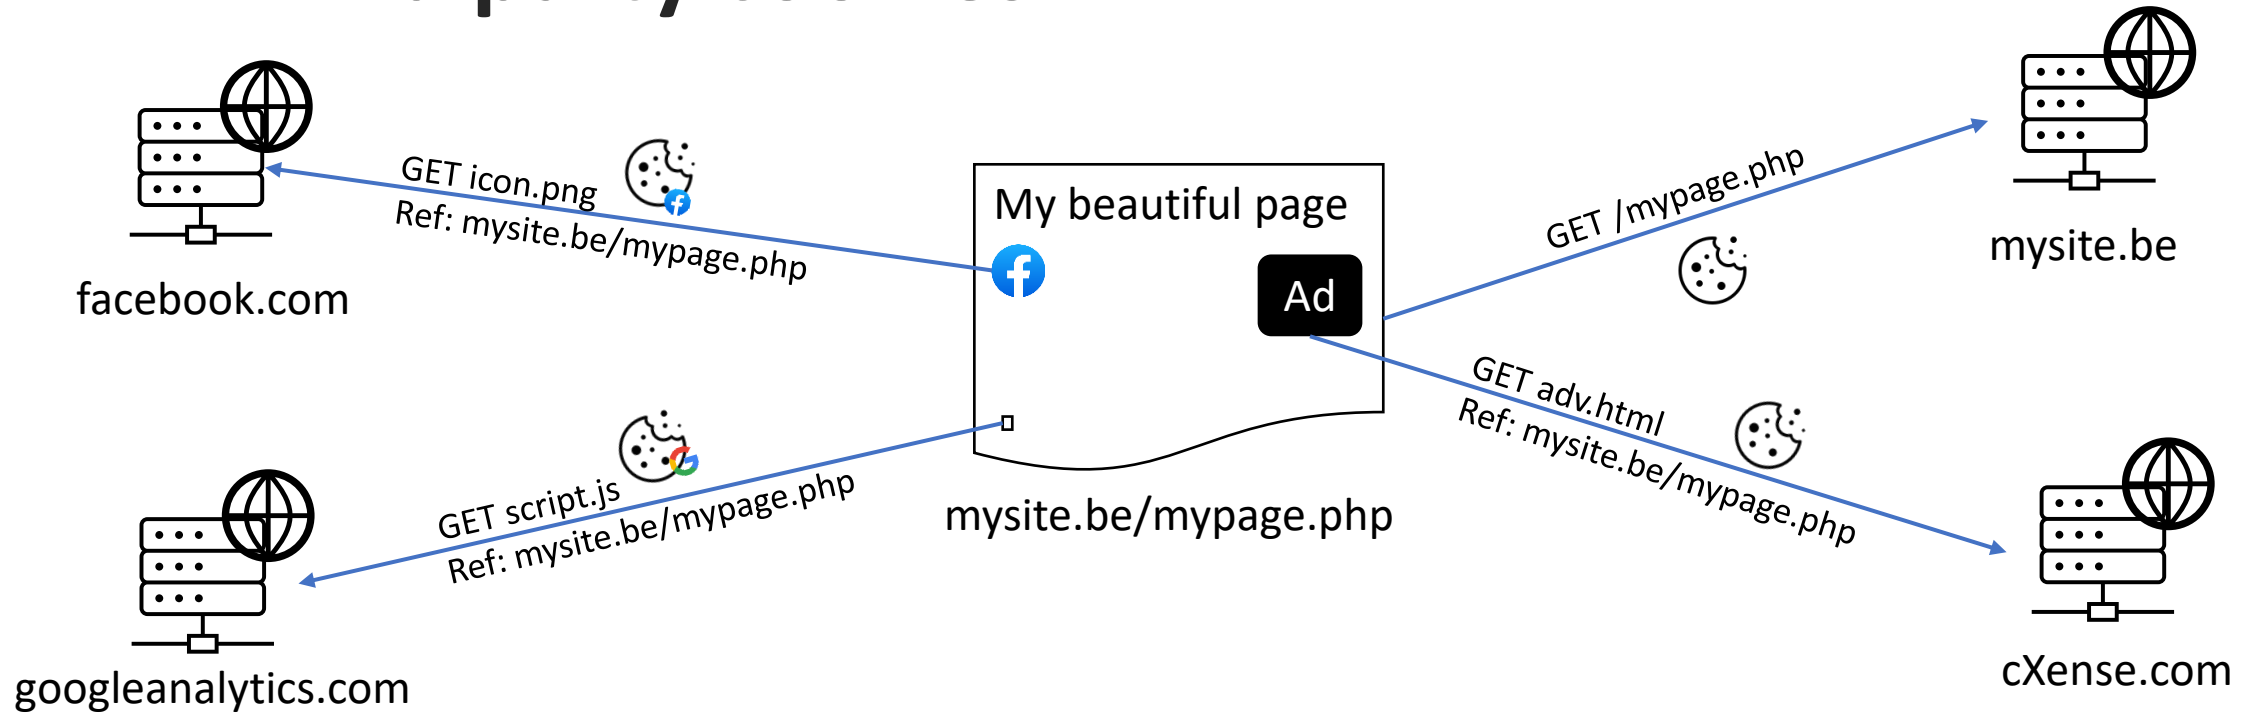 GET icon.png
Ref: mysite.be/mypage.php
facebook.com
My beautiful page
Ad
GET /mypage.php
mysite.be
GET script.js
Ref: mysite.be/mypage.php
googleanalytics.com
mysite.be/mypage.php
GET adv.html
Ref: mysite.be/mypage.php
cXense.com